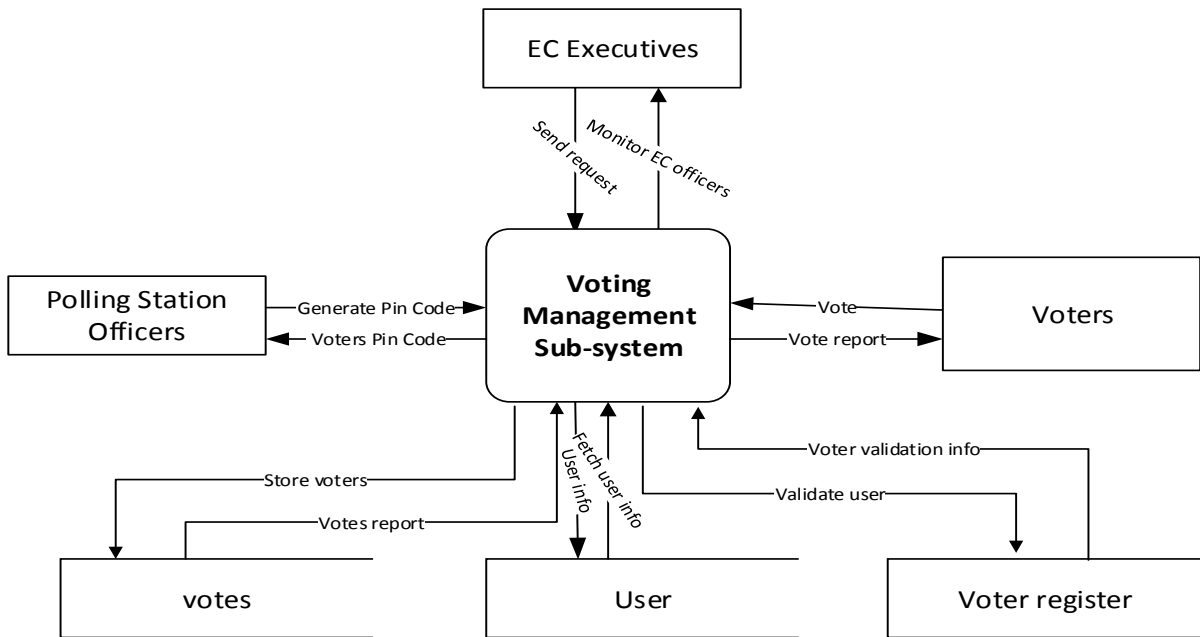 EC Executives
Send request
Monitor EC officers
Voting
Management
Sub-system
Polling Station
Officers
Generate Pin Code
Voters Pin Code
Vote
Vote report
Voters
Store voters
Votes report
User info
Fetch user info
Voter validation info
Validate user
votes
User
Voter register